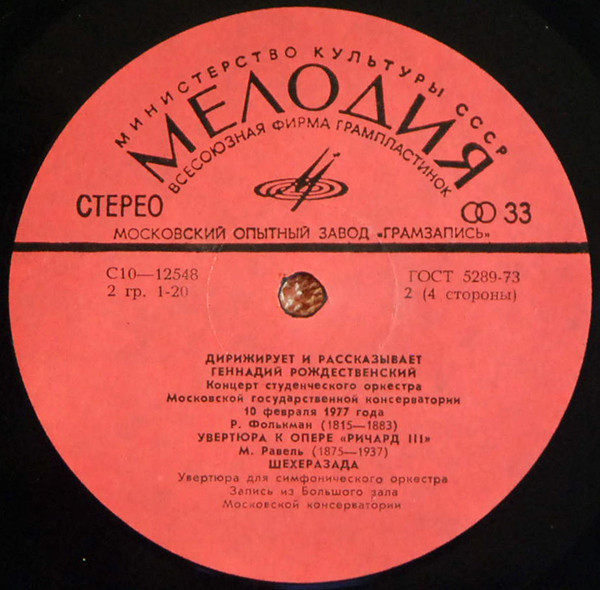 МИНИСТЕРСТВО КУЛЬТУРЫ СССР
МЕЛОДИЯ
ВСЕСОЮЗНАЯ ФИРМА ГРАМПЛАСТИНОК
СТЕРЕО
33
МОСКОВСКИЙ ОПЫТНЫЙ ЗАВОД «ГРАМЗАПИСЬ»
С10—12548
ГОСТ 5289-73
2 гр. 1-20
2 (4 стороны)
ДИРИЖИРУЕТ И РАССКАЗЫВАЕТ
ГЕННАДИЙ РОЖДЕСТВЕНСКИЙ
Концерт студенческого оркестра
Московской государственной консерватории
10 февраля 1977 года
Р. Фолькман (1815—1883)
УВЕРТЮРА К ОПЕРЕ «РИЧАРД III»
М. Равель (1875—1937)
ШЕХЕРАЗАДА
Увертюра для симфонического оркестра
Запись из Большого зала
Московской консерватории